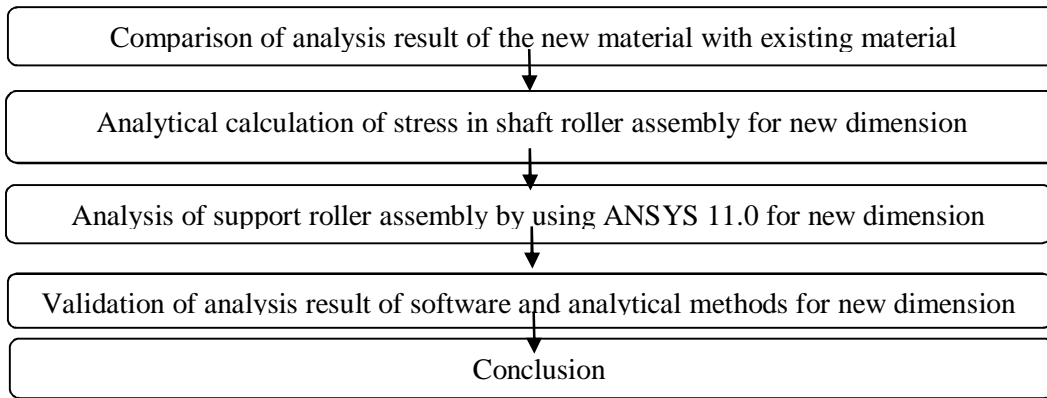 Comparison of analysis result of the new material with existing material
Analytical calculation of stress in shaft roller assembly for new dimension
Analysis of support roller assembly by using ANSYS 11.0 for new dimension
Validation of analysis result of software and analytical methods for new dimension
Conclusion